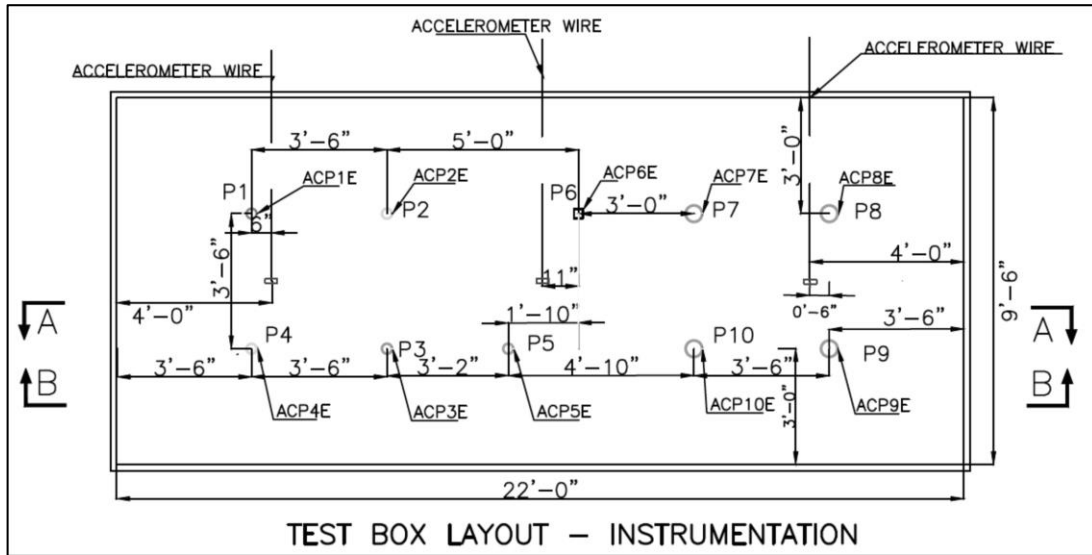 ACCELEROMETER WIRE
ACCELEROMETER WIRE
ACCELEROMETER WIRE
3'-6"
5'-0"
3'-0"
P1
ACP1E
ACP2E
P2
P6
ACP6E
3'-0"
ACP7E
P7
ACP8E
P8
6"
3'-6"
4'-0"
4'-0"
11"
0'-6"
9'-6"
1'-10"
3'-6"
A
A
B
B
P4
P3
P5
P10
P9
3'-6"
3'-6"
3'-2"
4'-10"
3'-6"
3'-0"
ACP4E
ACP3E
ACP5E
ACP10E
ACP9E
22'-0"
TEST BOX LAYOUT – INSTRUMENTATION